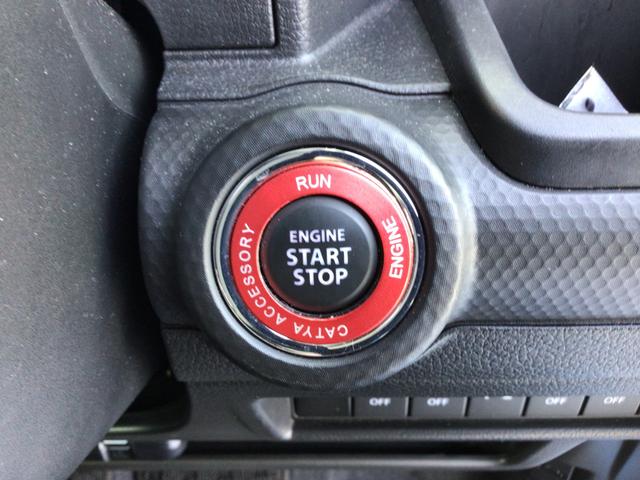 RUN
ENGINE
CATYA ACCESSORY
ENGINE
START
STOP
OFF
OFF
OFF
OFF